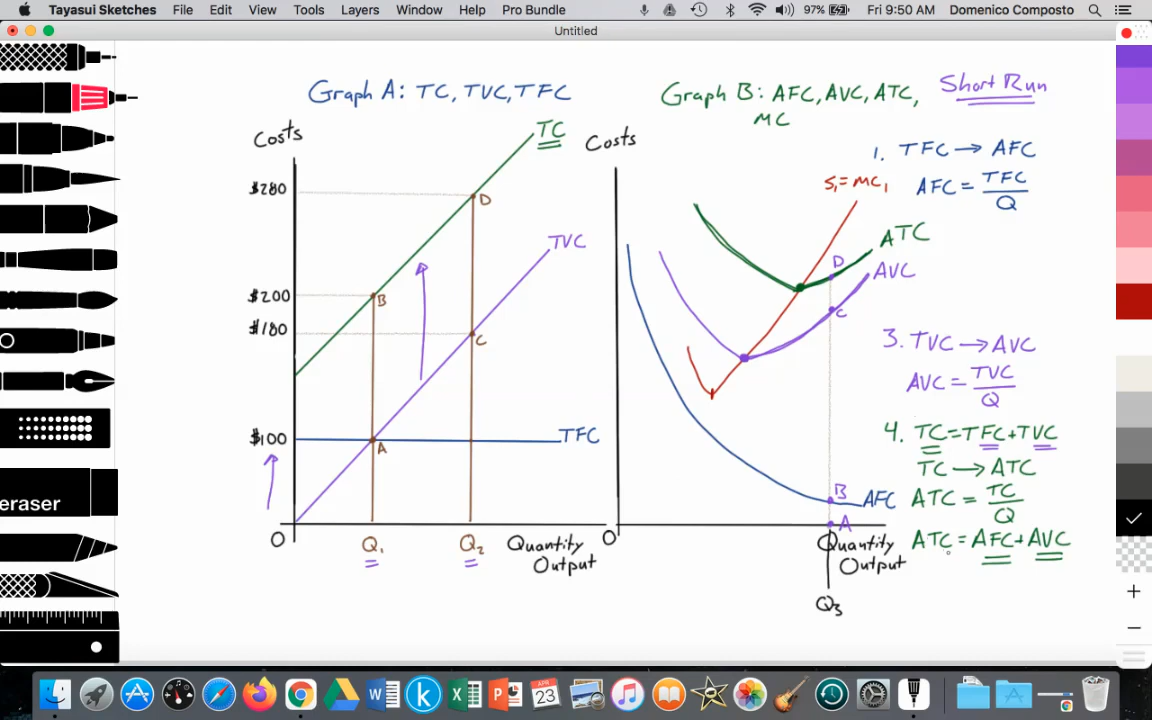 Tayasui Sketches File Edit View Tools Layers Window Help Pro Bundle 97% Fri 9:50 AM Domenico Composto
Untitled
Graph A: TC, TVC, TFC
Costs
TC
$280
D
TVC
$200
B
$180
C
$100
A
TFC
0
Q1
Q2
Quantity
Output
Graph B: AFC, AVC, ATC,
MC
Short Run
Costs
S1=MC1
ATC
D
AVC
C
B
AFC
A
0
Quantity
Output
Q3
1. TFC → AFC
AFC = TFC
Q
3. TVC → AVC
AVC = TVC
Q
4. TC=TFC+TVC
TC → ATC
ATC = TC
Q
ATC = AFC+AVC
eraser
W
k
X
P
APR
23